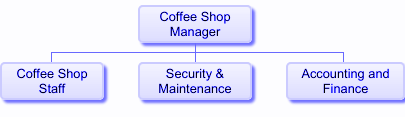 Coffee Shop
Manager
Coffee Shop
Staff
Security &
Maintenance
Accounting and
Finance